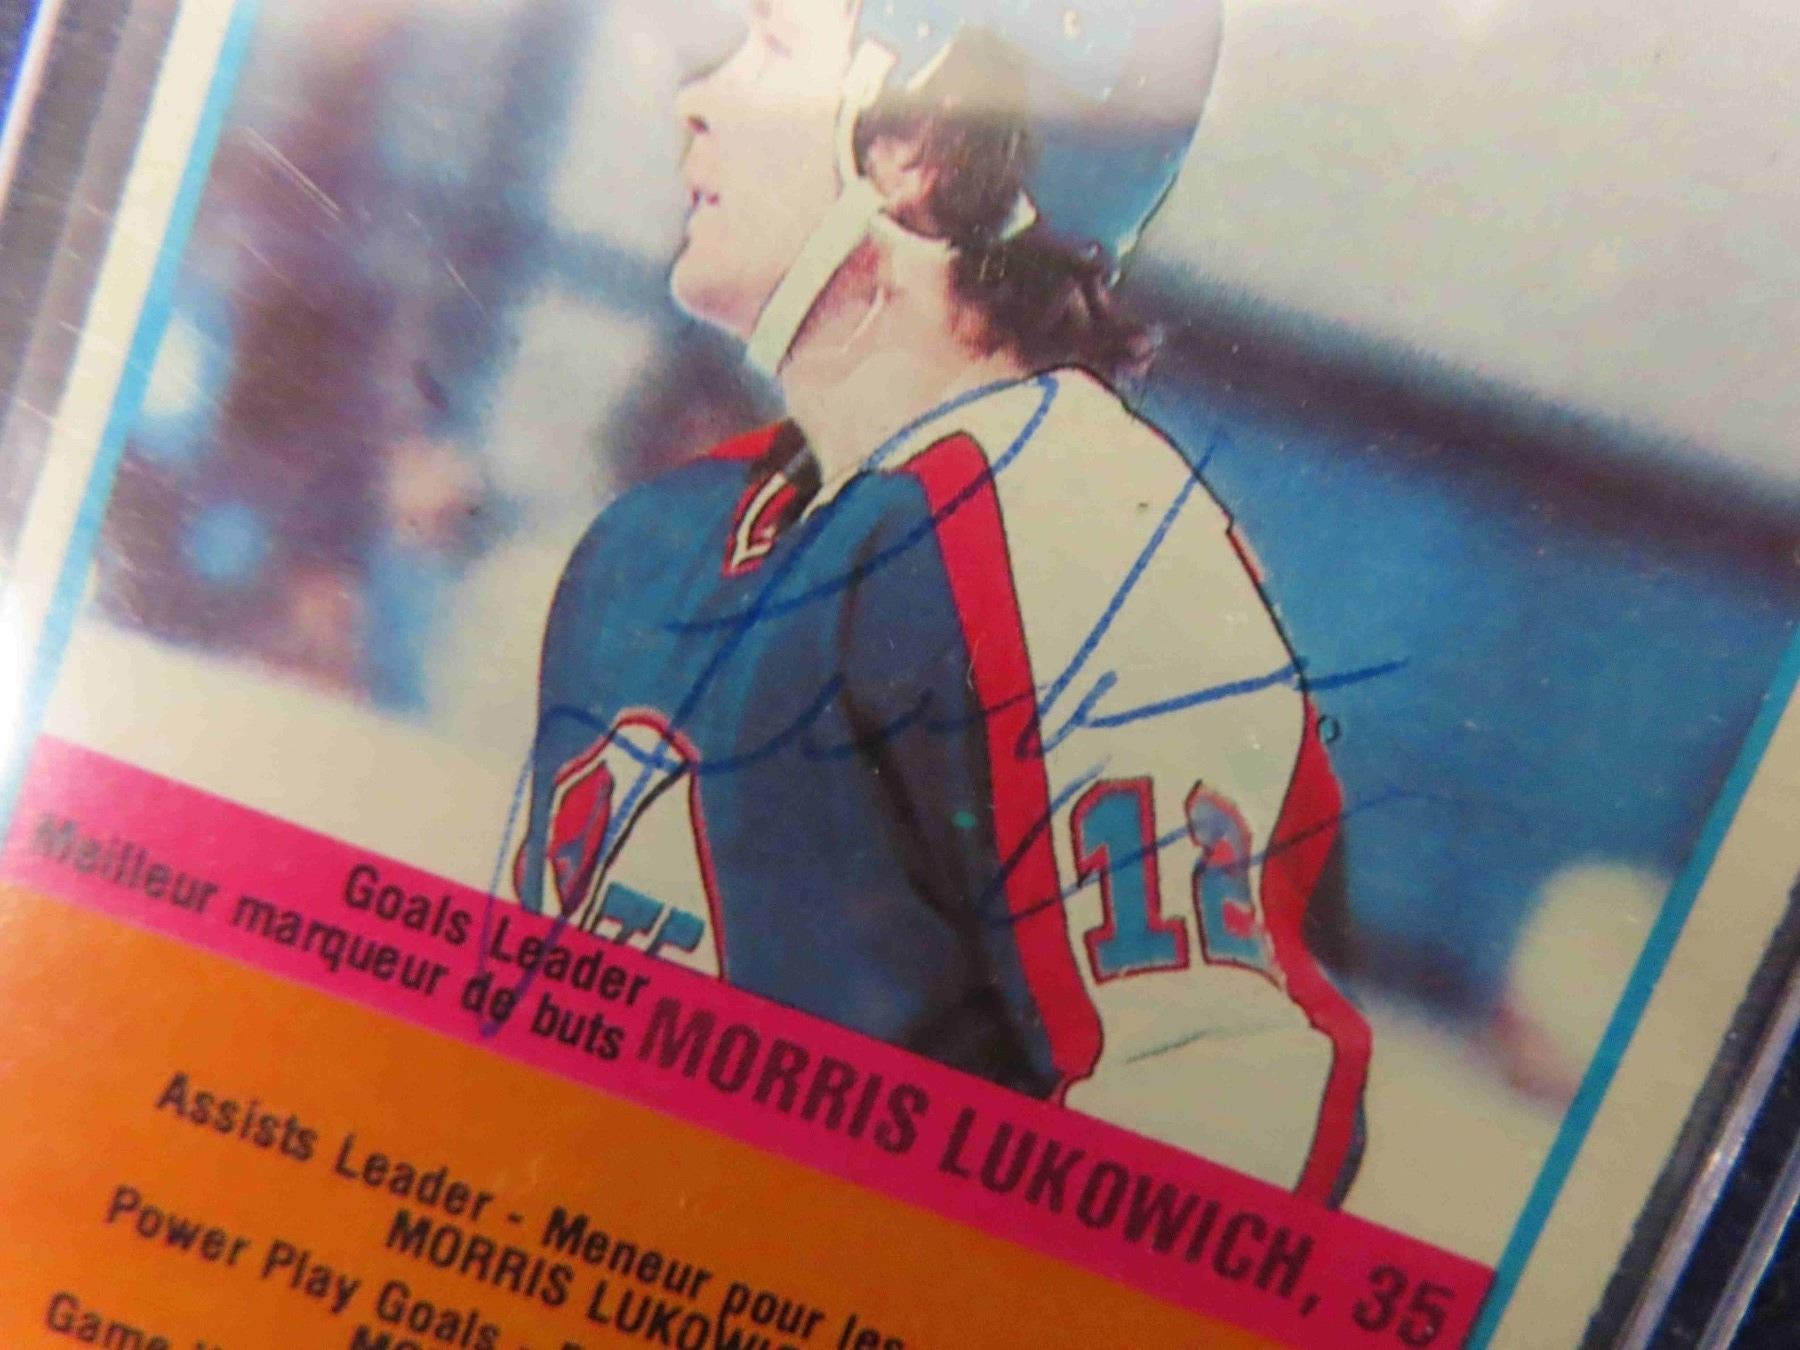 12
Goals Leader
Meilleur marqueur de buts
MORRIS LUKOWICH, 35
Assists Leader - Meneur pour les
MORRIS LUKOWIC
Power Play Goals -
Game